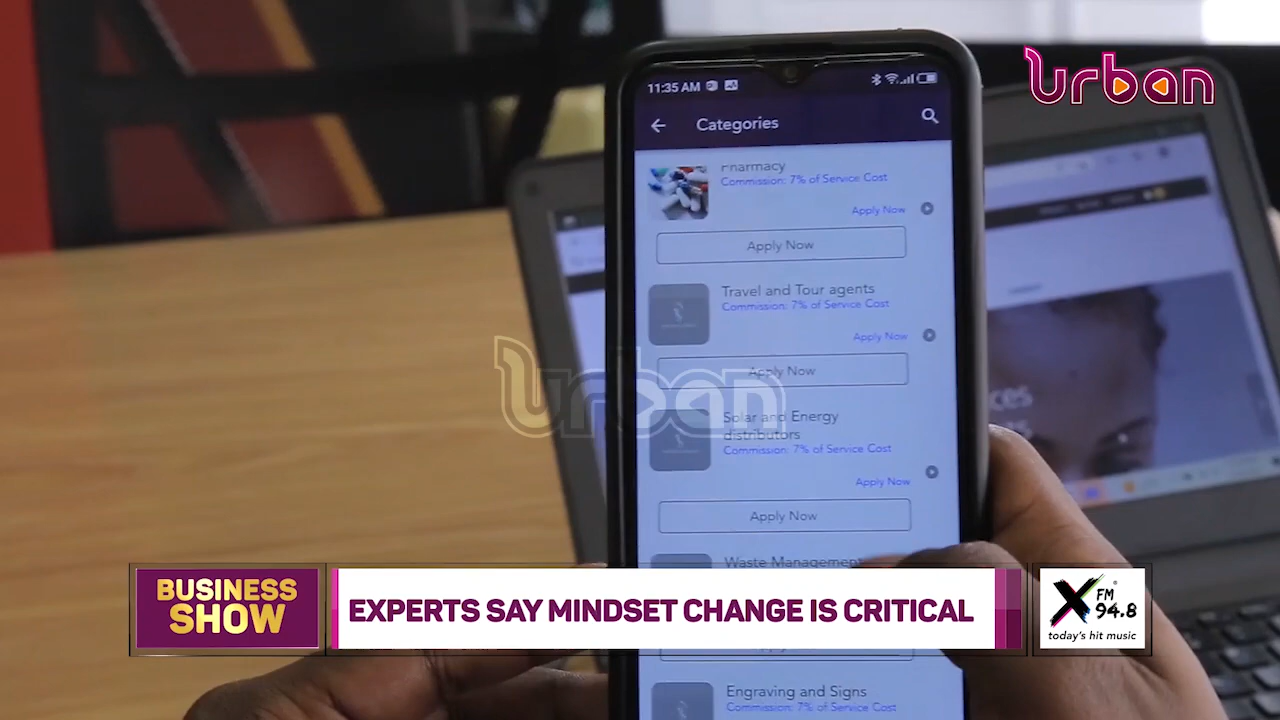 urban
11:35 AM
Categories
Pharmacy
Commission: 7% of Service Cost
Apply Now
Apply Now
Travel and Tour agents
Commission: 7% of Service Cost
Apply Now
Apply Now
urban
Solar and Energy
distributors
Commission: 7% of Service Cost
Apply Now
Apply Now
Waste Management
BUSINESS
SHOW
EXPERTS SAY MINDSET CHANGE IS CRITICAL
X FM
94.8
today's hit music
Engraving and Signs
Commission: 7% of Service Cost